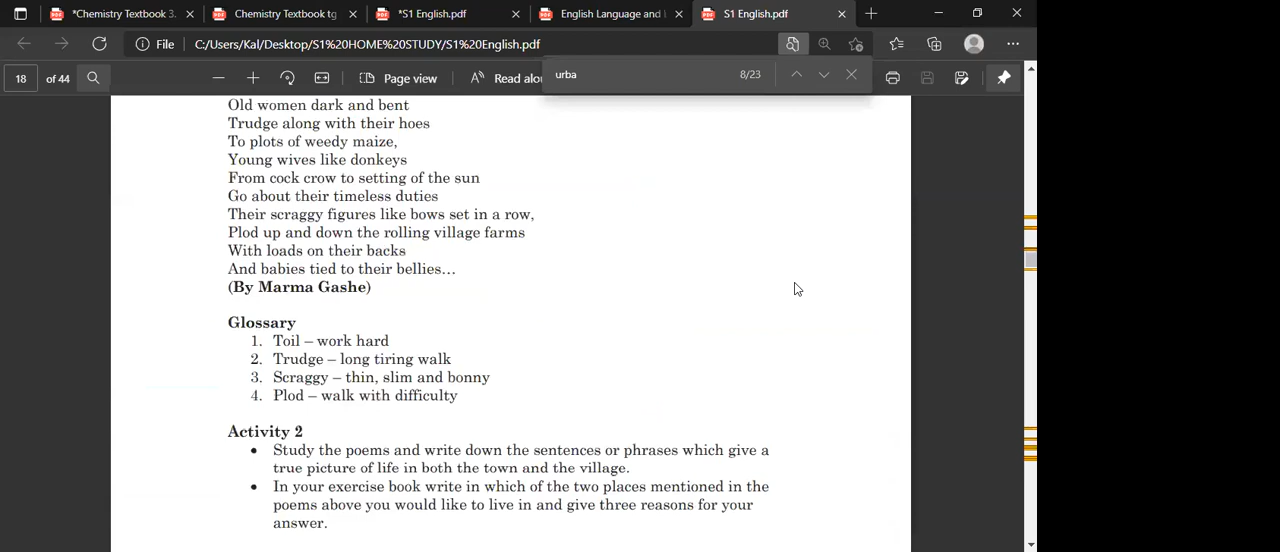 *Chemistry Textbook 3.
Chemistry Textbook tg
*S1 English.pdf
English Language and
S1 English.pdf
File
C:/Users/Kal/Desktop/S1%20HOME%20STUDY/S1%20English.pdf
18 of 44
Page view
Read alou
urba
8/23
Old women dark and bent
Trudge along with their hoes
To plots of weedy maize,
Young wives like donkeys
From cock crow to setting of the sun
Go about their timeless duties
Their scraggy figures like bows set in a row,
Plod up and down the rolling village farms
With loads on their backs
And babies tied to their bellies…
(By Marma Gashe)
Glossary
1. Toil – work hard
2. Trudge – long tiring walk
3. Scraggy – thin, slim and bonny
4. Plod – walk with difficulty
Activity 2
• Study the poems and write down the sentences or phrases which give a
true picture of life in both the town and the village.
• In your exercise book write in which of the two places mentioned in the
poems above you would like to live in and give three reasons for your
answer.